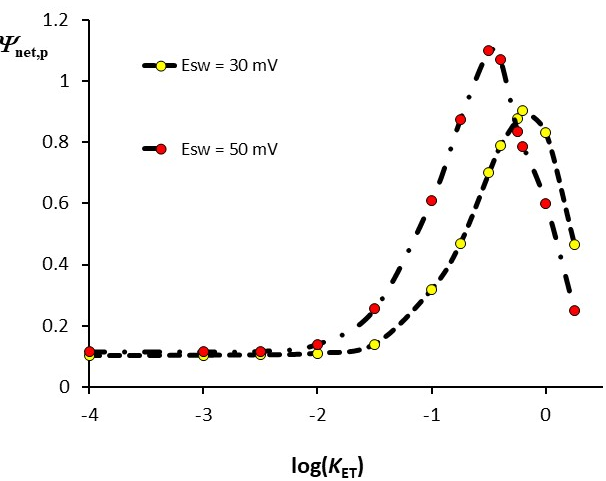 1.2
Ψnet,p
1
0.8
0.6
0.4
0.2
0
Esw = 30 mV
Esw = 50 mV
-4 -3 -2 -1 0
log(KET)